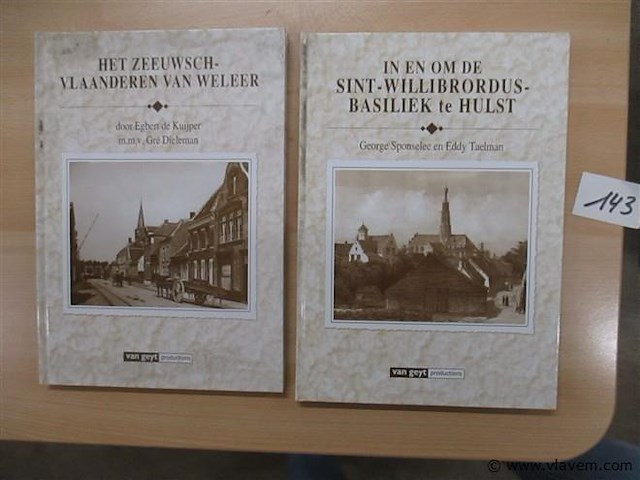 HET ZEEUWSCH-
VLAANDEREN VAN WELEER
door Egbert de Kuijper
m.m.v. Gré Dieleman
van geyt productions
IN EN OM DE
SINT-WILLIBRORDUS-
BASILIEK te HULST
George Sponselee en Eddy Taelman
van geyt productions
143
© www.vlavem.com